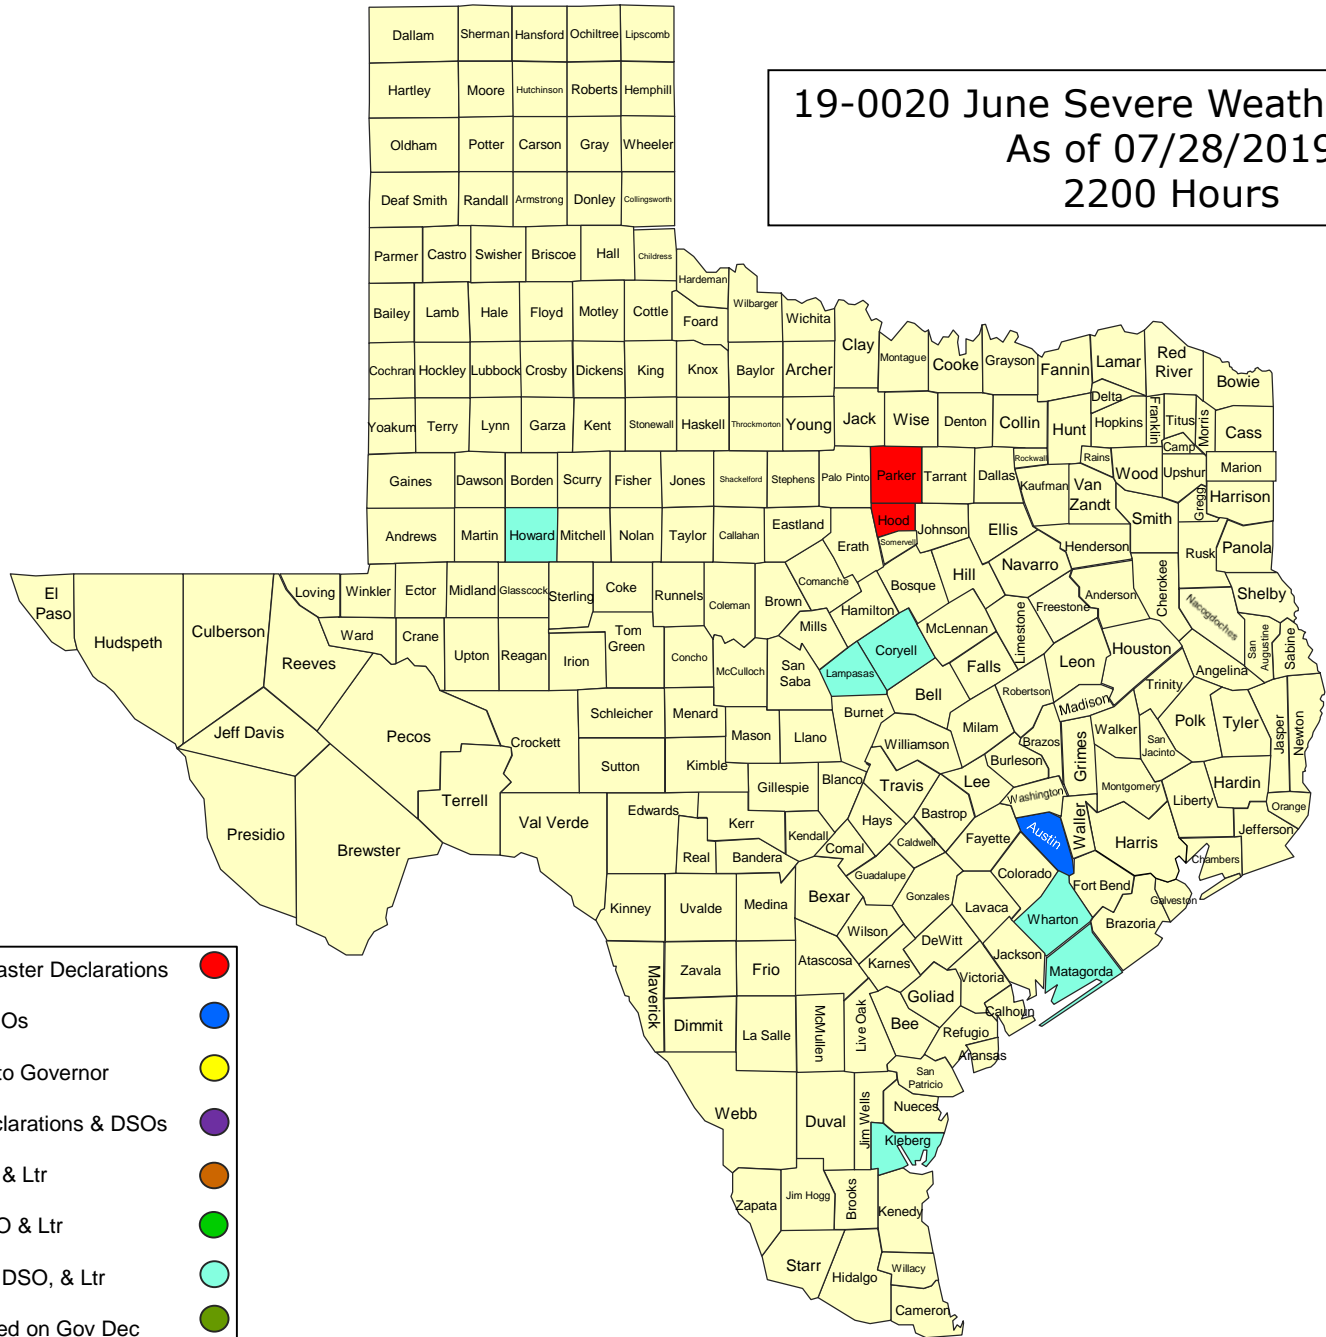 Dallam Sherman Hansford Ochiltree Lipscomb
Hartley Moore Hutchinson Roberts Hemphill
19-0020 June Severe Weath
As of 07/28/2019
2200 Hours
Oldham Potter Carson Gray Wheeler
Deaf Smith Randall Armstrong Donley Collingsworth
Parmer Castro Swisher Briscoe Hall Childress
Hardeman
Bailey Lamb Hale Floyd Motley Cottle Foard Wilbarger Wichita
Clay Montague Cooke Grayson Fannin Lamar Red River Bowie
Cochran Hockley Lubbock Crosby Dickens King Knox Baylor Archer
Delta
Yoakum Terry Lynn Garza Kent Stonewall Haskell Throckmorton Young Jack Wise Denton Collin Hunt Hopkins Franklin Titus Morris Cass
Camp
Gaines Dawson Borden Scurry Fisher Jones Shackelford Stephens Palo Pinto Parker Tarrant Dallas Rockwall Kaufman Rains Van Zandt Wood Upshur Gregg Marion
Harrison
Andrews Martin Howard Mitchell Nolan Taylor Callahan Eastland Erath Hood Somervell Johnson Ellis Henderson Smith Rusk Panola
El Paso Hudspeth Culberson Reeves Loving Winkler Ector Midland Glasscock Sterling Coke Runnels Coleman Brown Comanche Hamilton Bosque Hill Navarro Freestone Anderson Cherokee Nacogdoches Shelby
Ward Crane Upton Reagan Irion Tom Green Concho McCulloch San Saba Mills Lampasas Coryell McLennan Limestone Falls Leon Houston Angelina San Augustine Sabine
Jeff Davis Pecos Crockett Schleicher Menard Mason Llano Burnet Bell Milam Robertson Madison Trinity Walker San Jacinto Polk Tyler Jasper Newton
Presidio Brewster Terrell Sutton Kimble Gillespie Blanco Williamson Travis Lee Burleson Brazos Grimes Montgomery Liberty Hardin Orange
Val Verde Edwards Kerr Real Bandera Kendall Comal Hays Caldwell Bastrop Fayette Washington Austin Waller Harris Chambers Jefferson
Kinney Uvalde Medina Bexar Guadalupe Gonzales Lavaca Colorado Wharton Fort Bend Brazoria Galveston
Maverick Zavala Frio Atascosa Wilson Karnes DeWitt Victoria Jackson Matagorda
Dimmit La Salle McMullen Live Oak Bee Goliad Refugio Calhoun Aransas
Webb Duval Jim Wells San Patricio Nueces Kleberg
Zapata Jim Hogg Brooks Kenedy
Starr Hidalgo Willacy
Cameron
aster Declarations
Os
to Governor
clarations & DSOs
& Ltr
O & Ltr
DSO, & Ltr
ed on Gov Dec